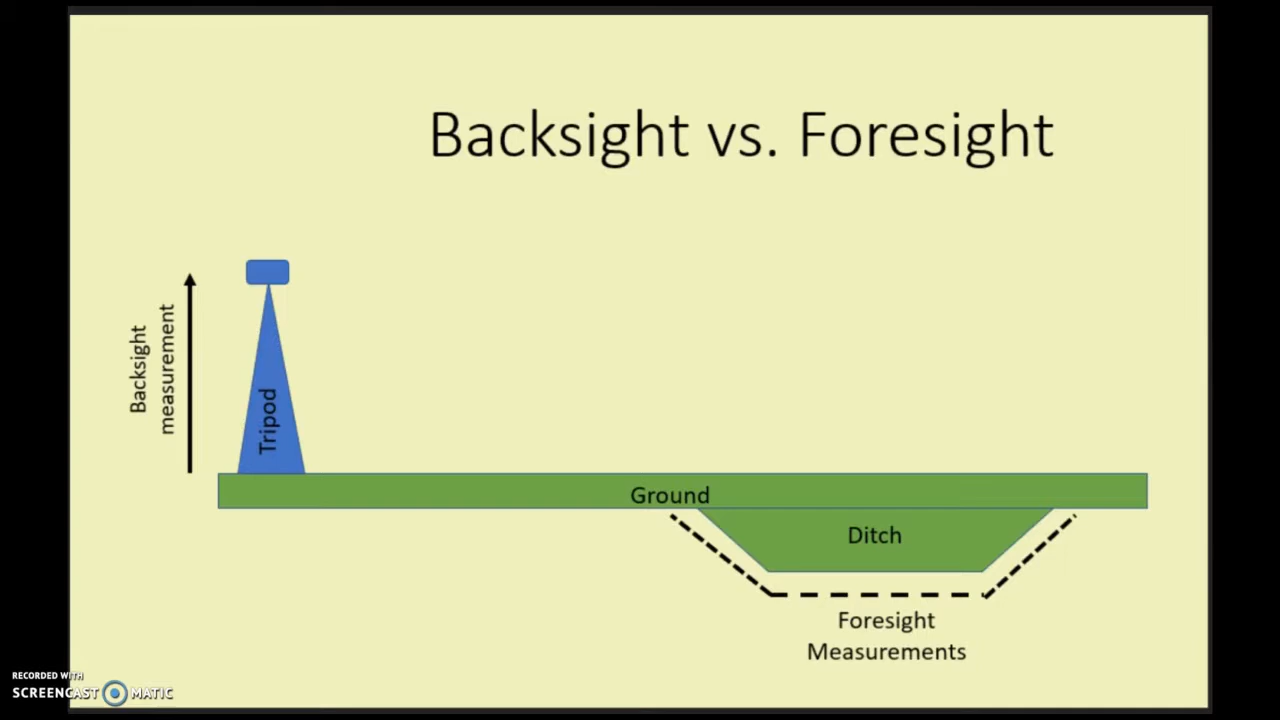 Backsight vs. Foresight
Backsight
measurement
Tripod
Ground
Ditch
Foresight
Measurements
RECORDED WITH
SCREENCAST MATIC